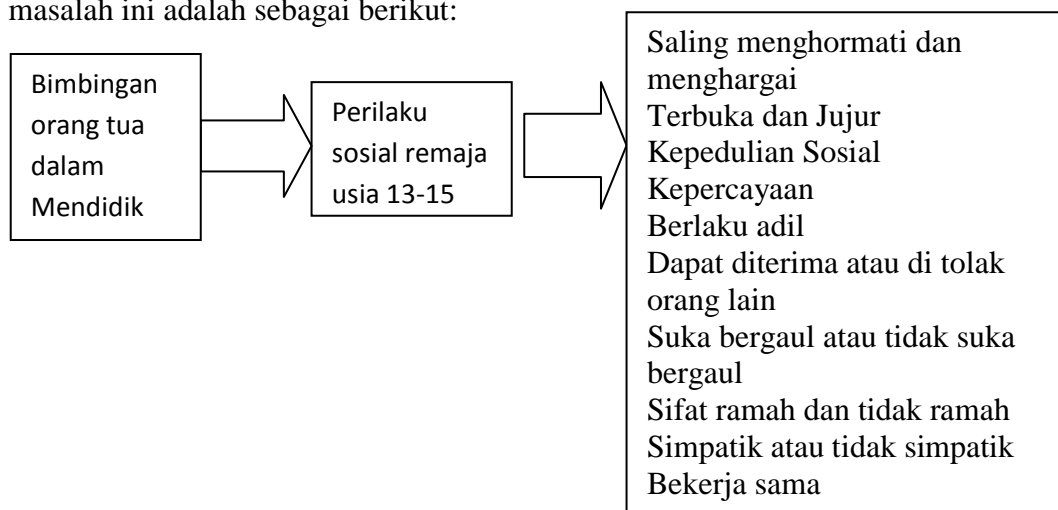 masalah ini adalah sebagai berikut:
Bimbingan
orang tua
dalam
Mendidik
Perilaku
sosial remaja
usia 13-15
Saling menghormati dan
menghargai
Terbuka dan Jujur
Kepedulian Sosial
Kepercayaan
Berlaku adil
Dapat diterima atau di tolak
orang lain
Suka bergaul atau tidak suka
bergaul
Sifat ramah dan tidak ramah
Simpatik atau tidak simpatik
Bekerja sama